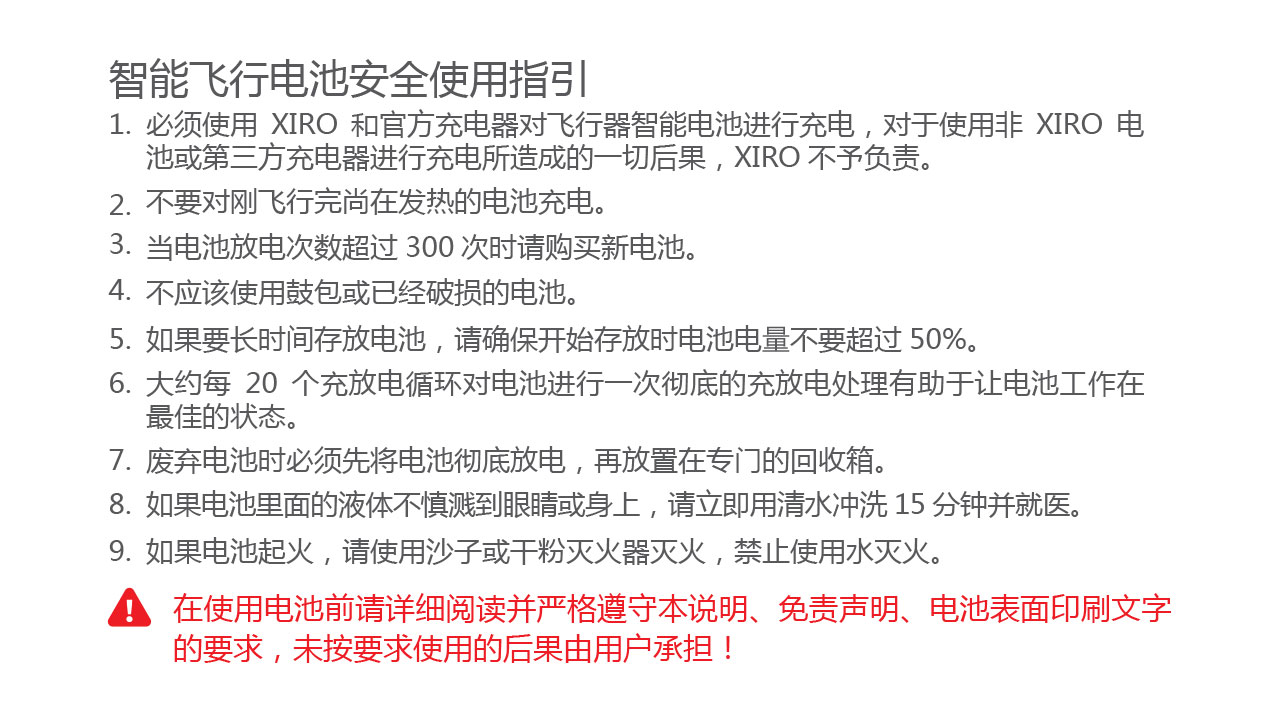 智能飞行电池安全使用指引
1. 必须使用 XIRO 和官方充电器对飞行器智能电池进行充电，对于使用非 XIRO 电
池或第三方充电器进行充电所造成的一切后果，XIRO 不予负责。
2. 不要对刚飞行完尚在发热的电池充电。
3. 当电池放电次数超过 300 次时请购买新电池。
4. 不应该使用鼓包或已经破损的电池。
5. 如果要长时间存放电池，请确保开始存放时电池电量不要超过 50%。
6. 大约每 20 个充放电循环对电池进行一次彻底的充放电处理有助于让电池工作在
最佳的状态。
7. 废弃电池时必须先将电池彻底放电，再放置在专门的回收箱。
8. 如果电池里面的液体不慎溅到眼睛或身上，请立即用清水冲洗 15 分钟并就医。
9. 如果电池起火，请使用沙子或干粉灭火器灭火，禁止使用水灭火。
在使用电池前请详细阅读并严格遵守本说明、免责声明、电池表面印刷文字
的要求，未按要求使用的后果由用户承担！